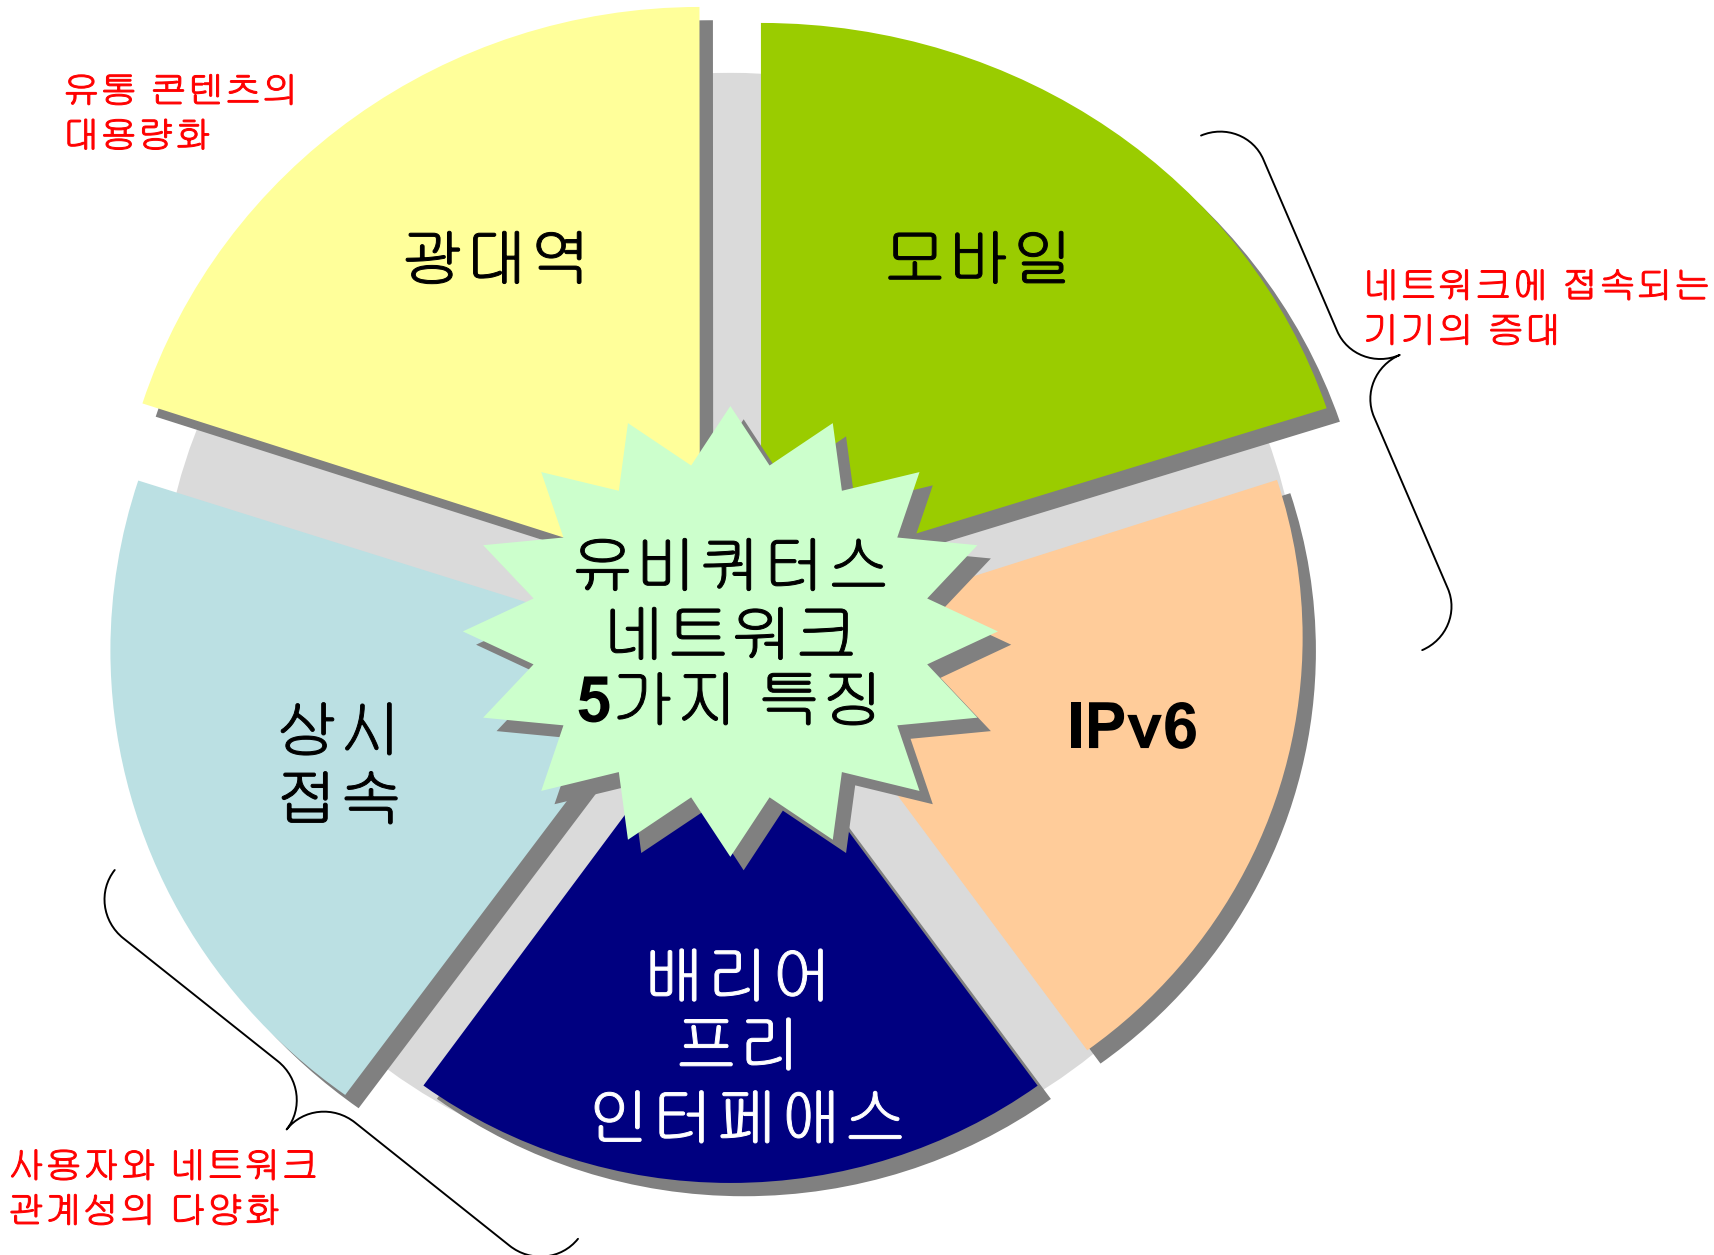 유통 콘텐츠의
대용량화
광대역
모바일
네트워크에 접속되는
기기의 증대
유비쿼터스
네트워크
5가지 특징
상시
접속
IPv6
배리어
프리
인터페애스
사용자와 네트워크
관계성의 다양화